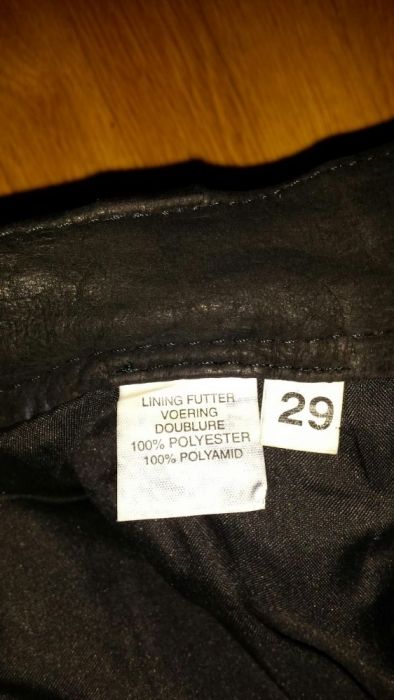 LINING FUTTER
VOERING
DOUBLURE
100% POLYESTER
100% POLYAMID
29